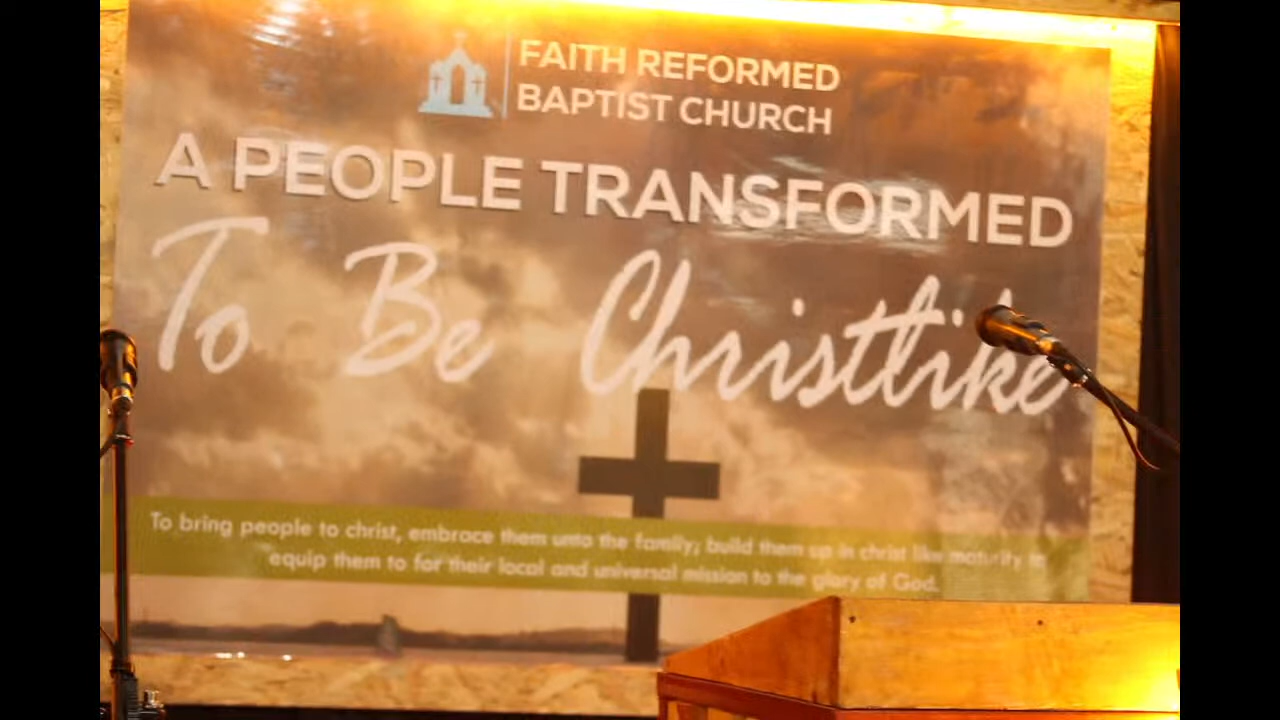 FAITH REFORMED
BAPTIST CHURCH
A PEOPLE TRANSFORMED
To Be Christlike
To bring people to christ, embrace them unto the family; build them up in christ like maturity to
equip them to for their local and universal mission to the glory of God.